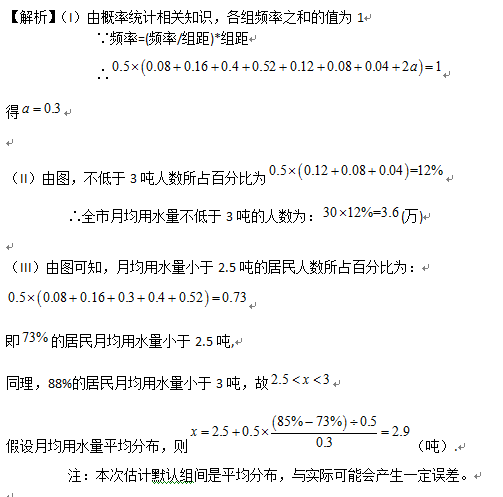 【解析】（I）由概率统计相关知识，各组频率之和的值为 1
∵频率=(频率/组距)*组距
∴0.5×(0.08+0.16+0.4+0.52+0.12+0.08+0.04+2a)=1
得 a=0.3
（II）由图，不低于 3 吨人数所占百分比为 0.5×(0.12+0.08+0.04)=12%
∴全市月均用水量不低于 3 吨的人数为：30×12%=3.6(万)
（III）由图可知，月均用水量小于 2.5 吨的居民人数所占百分比为：
0.5×(0.08+0.16+0.3+0.4+0.52)=0.73
即 73% 的居民月均用水量小于 2.5 吨,
同理，88%的居民月均用水量小于 3 吨，故 2.5<x<3
假设月均用水量平均分布，则 x=2.5+0.5×\frac{(85%-73%)÷0.5}{0.3}=2.9（吨）.
注：本次估计默认组间是平均分布，与实际可能会产生一定误差。